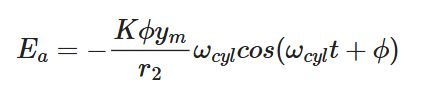 $$E_a = -\frac{K\phi y_m}{r_2}\omega_{cyl}cos(\omega_{cyl}t + \phi)$$